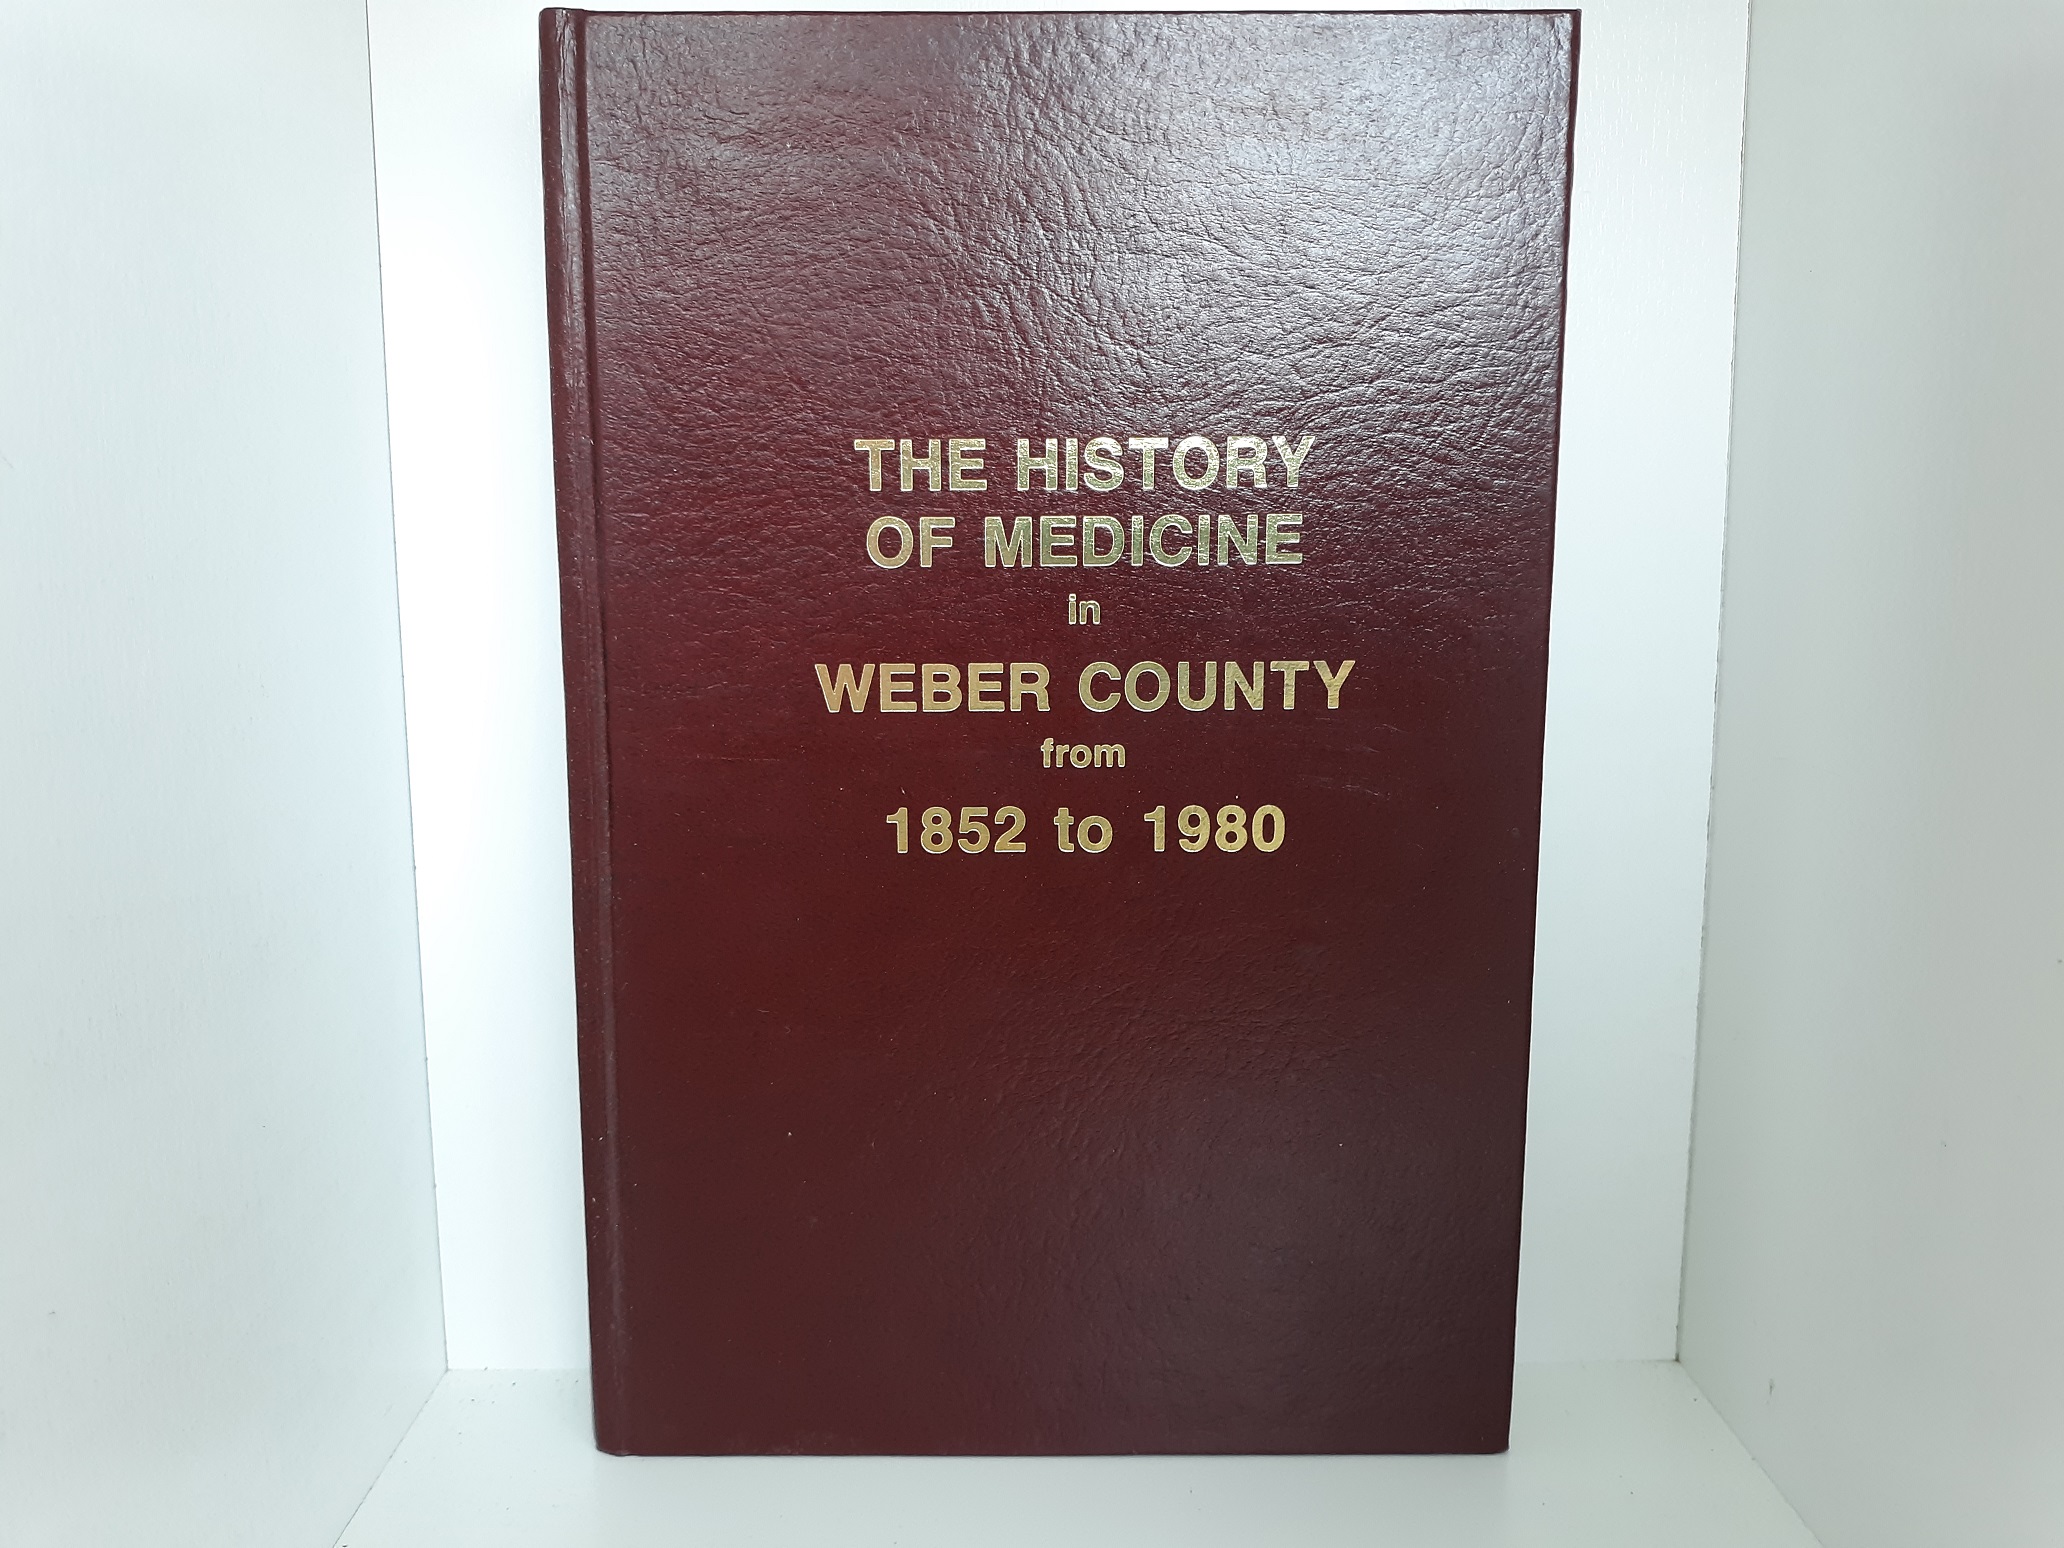 THE HISTORY
OF MEDICINE
in
WEBER COUNTY
from
1852 to 1980